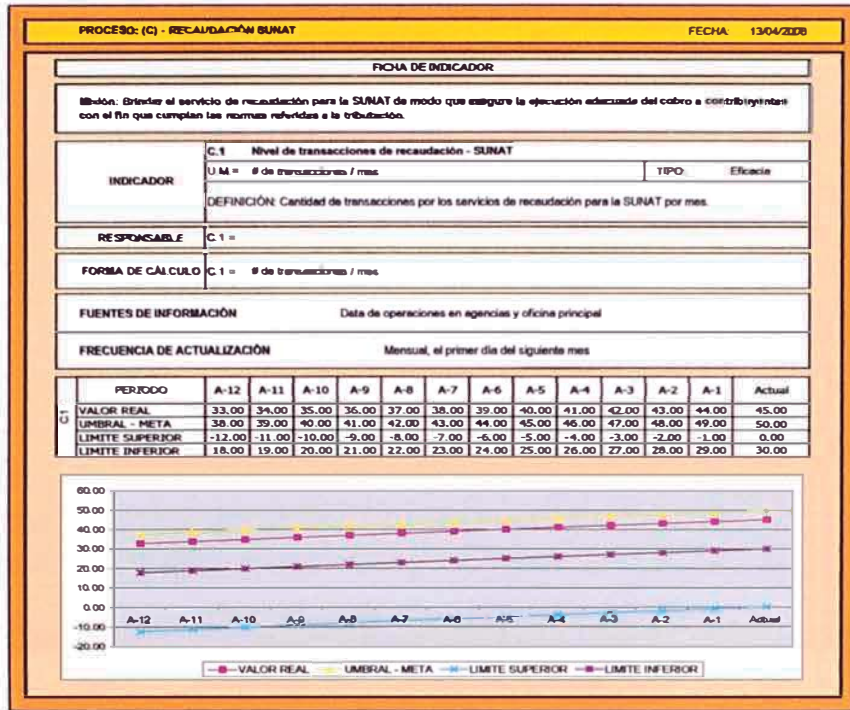 PROCESO: (C) - RECAUDACIÓN SUNAT FECHA: 13/04/2008
FICHA DE INDICADOR
Misión: Brindar el servicio de recaudación para la SUNAT de modo que asegure la ejecución adecuada del cobro a contribuyentes
con el fin que cumplan las normas referidas a la tributación.
INDICADOR
C.1 Nivel de transacciones de recaudación - SUNAT
U.M. = # de transacciones / mes TIPO: Eficacia
DEFINICIÓN: Cantidad de transacciones por los servicios de recaudación para la SUNAT por mes.
RESPONSABLE C.1 =
FORMA DE CÁLCULO C.1 = # de transacciones / mes
FUENTES DE INFORMACIÓN Data de operaciones en agencias y oficina principal
FRECUENCIA DE ACTUALIZACIÓN Mensual, el primer día del siguiente mes
C1
PERIODO A-12 A-11 A-10 A-9 A-8 A-7 A-6 A-5 A-4 A-3 A-2 A-1 Actual
VALOR REAL 33.00 34.00 35.00 36.00 37.00 38.00 39.00 40.00 41.00 42.00 43.00 44.00 45.00
UMBRAL - META 38.00 39.00 40.00 41.00 42.00 43.00 44.00 45.00 46.00 47.00 48.00 49.00 50.00
LIMITE SUPERIOR -12.00 -11.00 -10.00 -9.00 -8.00 -7.00 -6.00 -5.00 -4.00 -3.00 -2.00 -1.00 0.00
LIMITE INFERIOR 18.00 19.00 20.00 21.00 22.00 23.00 24.00 25.00 26.00 27.00 28.00 29.00 30.00
60.00
50.00
40.00
30.00
20.00
10.00
0.00
A-12 A-11 A-10 A-9 A-8 A-7 A-6 A-5 A-4 A-3 A-2 A-1 Actual
-10.00
-20.00
VALOR REAL UMBRAL - META LIMITE SUPERIOR LIMITE INFERIOR